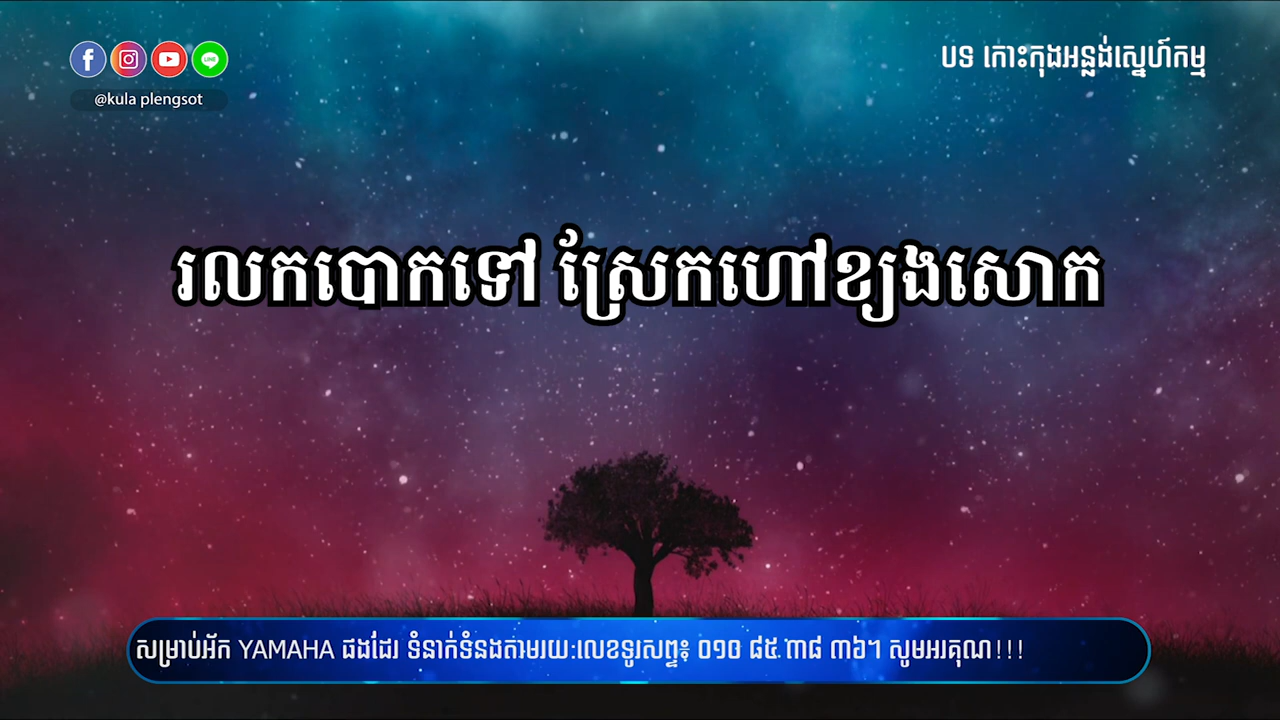 បទ កោះកុងអន្លង់ស្នេហ៍កម្ម
@kula plengsot
រលកបោកទៅ ស្រែកហៅខ្យងសោក
សម្រាប់អ័ក YAMAHA ផងដែរ ទំនាក់ទំនងតាមរយៈលេខទូរសព្ទ៖ ០១០ ៨៥ ៣៨ ៣៦។ សូមអរគុណ!!!